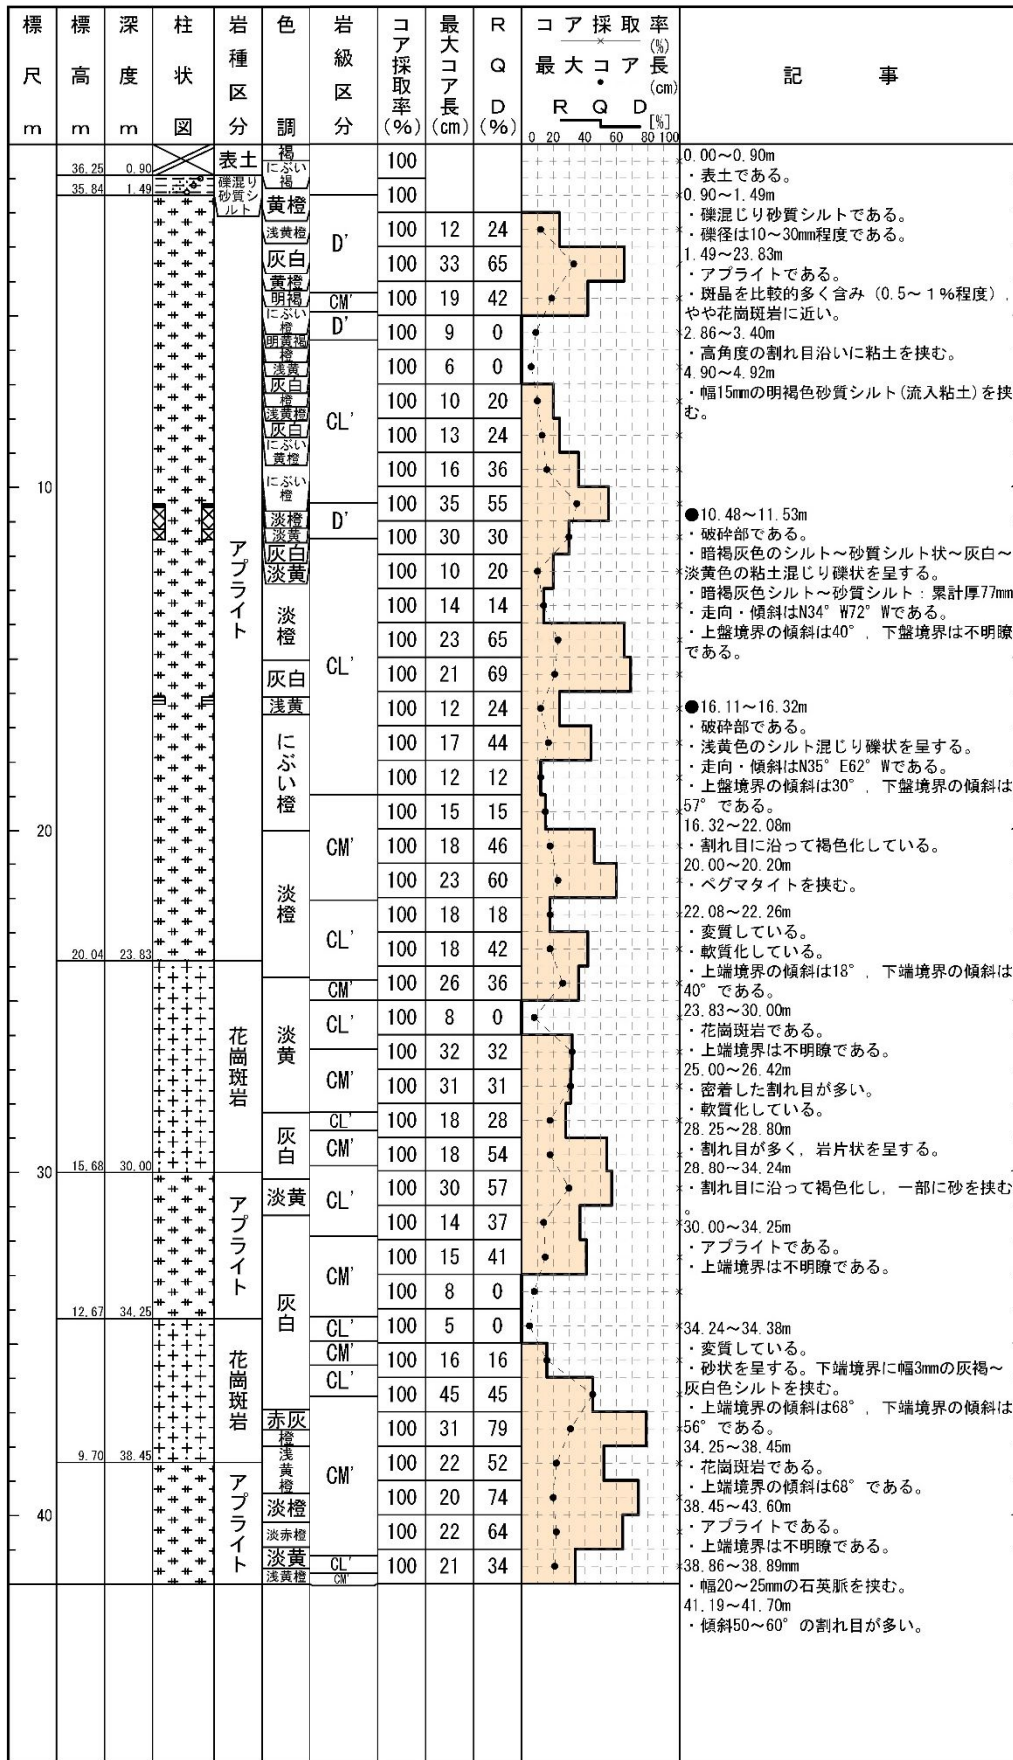 標尺m
標高m
深度m
柱状図
岩種区分
色調
岩級区分
コア採取率(%)
最大コア長(cm)
RQD(%)
コア採取率(%)
最大コア長(cm)
RQD[%]
0 20 40 60 80 100
記事
36.25 0.90
35.84 1.49
10
20
20.04 23.83
30
15.68 30.00
12.67 34.25
9.70 38.45
40
表土
礫混り
砂質シ
ルト
アプライト
花崗斑岩
アプライト
花崗斑岩
アプライト
褐
にぶい
褐
黄橙
浅黄橙
灰白
黄橙
明褐
にぶい
橙
明黄褐
橙
浅黄
灰白
橙
浅黄橙
灰白
にぶい
黄橙
にぶい
橙
淡橙
淡黄
灰白
淡黄
淡橙
灰白
浅黄
にぶい橙
淡橙
淡黄
灰白
淡黄
灰白
赤灰
橙
浅黄橙
淡橙
淡赤橙
淡黄
浅黄橙
D'
CM'
D'
CL'
D'
CL'
CM'
CL'
CM'
CL'
CM'
CL'
CM'
CL'
CM'
CL'
CM'
CL'
CM'
CL'
CM'
100
100
100 12 24
100 33 65
100 19 42
100 9 0
100 6 0
100 10 20
100 13 24
100 16 36
100 35 55
100 30 30
100 10 20
100 14 14
100 23 65
100 21 69
100 12 24
100 17 44
100 12 12
100 15 15
100 18 46
100 23 60
100 18 18
100 18 42
100 26 36
100 8 0
100 32 32
100 31 31
100 18 28
100 18 54
100 30 57
100 14 37
100 15 41
100 8 0
100 5 0
100 16 16
100 45 45
100 31 79
100 22 52
100 20 74
100 22 64
100 21 34
0.00～0.90m
・表土である。
0.90～1.49m
・礫混じり砂質シルトである。
・礫径は10～30mm程度である。
1.49～23.83m
・アプライトである。
・斑晶を比較的多く含み（0.5～1%程度），
やや花崗斑岩に近い。
2.86～3.40m
・高角度の割れ目沿いに粘土を挟む。
4.90～4.92m
・幅15mmの明褐色砂質シルト(流入粘土)を挟
む。
●10.48～11.53m
・破砕部である。
・暗褐灰色のシルト～砂質シルト状～灰白～
淡黄色の粘土混じり礫状を呈する。
・暗褐灰色シルト～砂質シルト：累計厚77mm
・走向・傾斜はN34°W72°Wである。
・上盤境界の傾斜は40°，下盤境界は不明瞭
である。
●16.11～16.32m
・破砕部である。
・浅黄色のシルト混じり礫状を呈する。
・走向・傾斜はN35°E62°Wである。
・上盤境界の傾斜は30°，下盤境界の傾斜は
57°である。
16.32～22.08m
・割れ目に沿って褐色化している。
20.00～20.20m
・ペグマタイトを挟む。
22.08～22.26m
・変質している。
・軟質化している。
・上端境界の傾斜は18°，下端境界の傾斜は
40°である。
23.83～30.00m
・花崗斑岩である。
・上端境界は不明瞭である。
25.00～26.42m
・密着した割れ目が多い。
・軟質化している。
28.25～28.80m
・割れ目が多く，岩片状を呈する。
28.80～34.24m
・割れ目に沿って褐色化し，一部に砂を挟む
。
30.00～34.25m
・アプライトである。
・上端境界は不明瞭である。
34.24～34.38m
・変質している。
・砂状を呈する。下端境界に幅3mmの灰褐～
灰白色シルトを挟む。
・上端境界の傾斜は68°，下端境界の傾斜は
56°である。
34.25～38.45m
・花崗斑岩である。
・上端境界の傾斜は68°である。
38.45～43.60m
・アプライトである。
・上端境界は不明瞭である。
38.86～38.89mm
・幅20～25mmの石英脈を挟む。
41.19～41.70m
・傾斜50～60°の割れ目が多い。